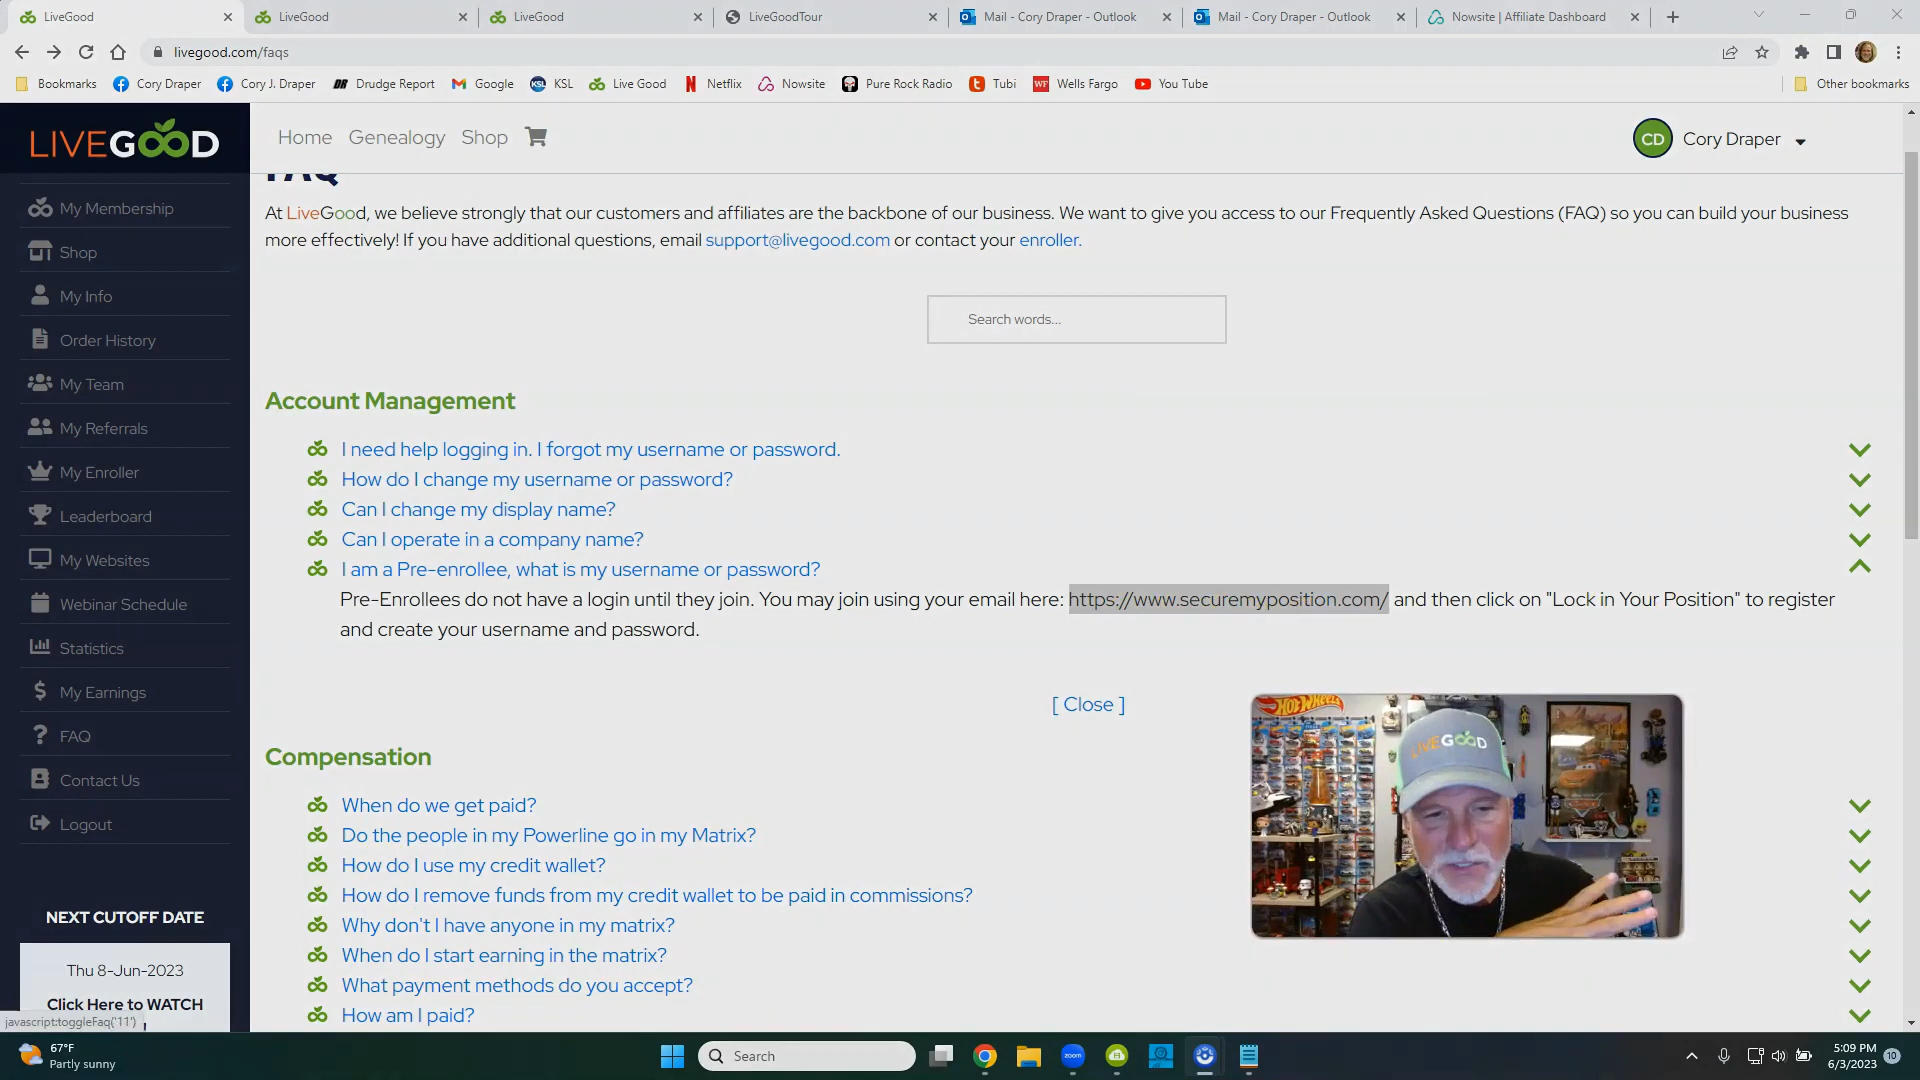 LiveGood
LiveGood
LiveGood
LiveGoodTour
Mail - Cory Draper - Outlook
Mail - Cory Draper - Outlook
Nowsite | Affiliate Dashboard
livegood.com/faqs
Bookmarks
Cory Draper
Cory J. Draper
DR Drudge Report
Google
KSL KSL
Live Good
Netflix
Nowsite
Pure Rock Radio
Tubi
WF Wells Fargo
You Tube
Other bookmarks
LIVEGOOD
Home Genealogy Shop
CD Cory Draper
My Membership
Shop
My Info
Order History
My Team
My Referrals
My Enroller
Leaderboard
My Websites
Webinar Schedule
Statistics
My Earnings
FAQ
Contact Us
Logout
NEXT CUTOFF DATE
Thu 8-Jun-2023
Click Here to WATCH
javascript:toggleFaq('11')
FAQ
At LiveGood, we believe strongly that our customers and affiliates are the backbone of our business. We want to give you access to our Frequently Asked Questions (FAQ) so you can build your business
more effectively! If you have additional questions, email support@livegood.com or contact your enroller.
Search words...
Account Management
I need help logging in. I forgot my username or password.
How do I change my username or password?
Can I change my display name?
Can I operate in a company name?
I am a Pre-enrollee, what is my username or password?
Pre-Enrollees do not have a login until they join. You may join using your email here: https://www.securemyposition.com/ and then click on "Lock in Your Position" to register
and create your username and password.
[ Close ]
Compensation
When do we get paid?
Do the people in my Powerline go in my Matrix?
How do I use my credit wallet?
How do I remove funds from my credit wallet to be paid in commissions?
Why don't I have anyone in my matrix?
When do I start earning in the matrix?
What payment methods do you accept?
How am I paid?
HOT WHEELS
LIVEGOOD
67°F
Partly sunny
Search
zoom
5:09 PM
6/3/2023
10